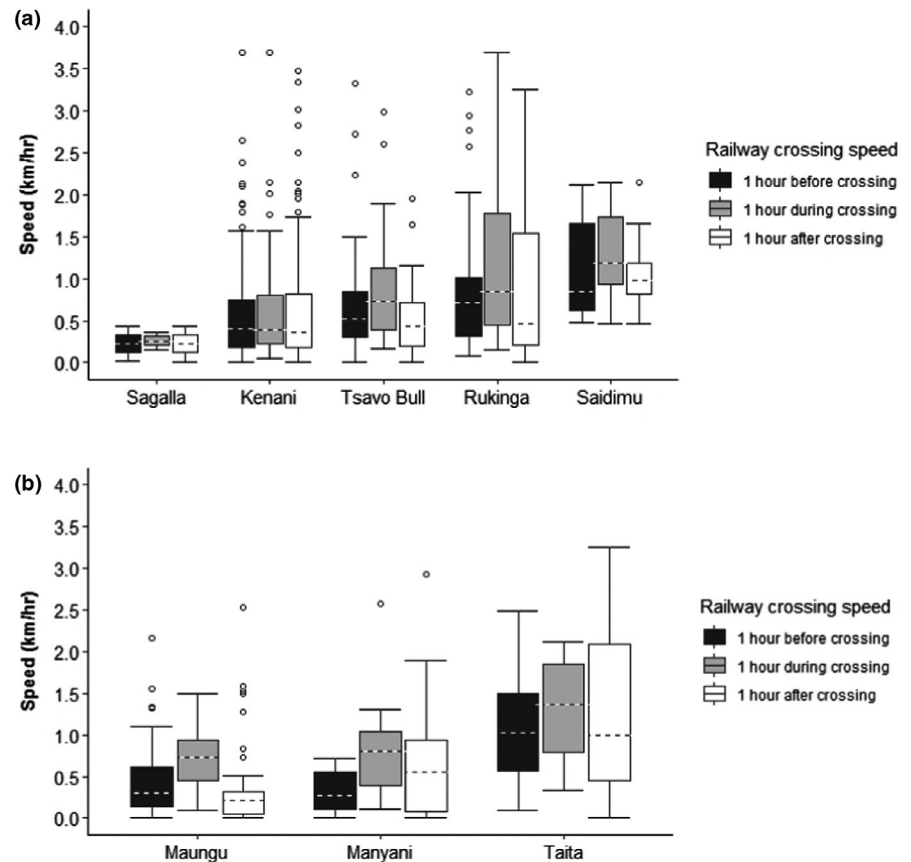 (a)
4.0
3.5
3.0
2.5
2.0
1.5
1.0
0.5
0.0
Speed (km/hr)
Sagalla Kenani Tsavo Bull Rukinga Saidimu
Railway crossing speed
1 hour before crossing
1 hour during crossing
1 hour after crossing
(b)
4.0
3.5
3.0
2.5
2.0
1.5
1.0
0.5
0.0
Speed (km/hr)
Maungu Manyani Taita
Railway crossing speed
1 hour before crossing
1 hour during crossing
1 hour after crossing